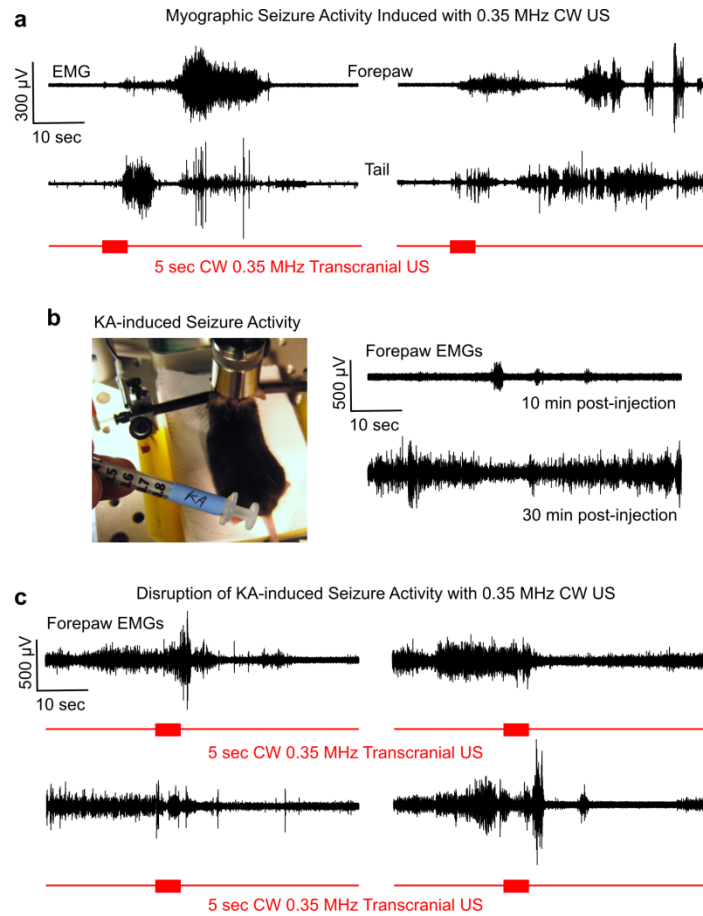 a
Myographic Seizure Activity Induced with 0.35 MHz CW US
EMG
Forepaw
300 µV
10 sec
Tail
5 sec CW 0.35 MHz Transcranial US
b
KA-induced Seizure Activity
Forepaw EMGs
500 µV
10 min post-injection
10 sec
30 min post-injection
15 16 17 18
KA
c
Disruption of KA-induced Seizure Activity with 0.35 MHz CW US
Forepaw EMGs
500 µV
10 sec
5 sec CW 0.35 MHz Transcranial US
5 sec CW 0.35 MHz Transcranial US